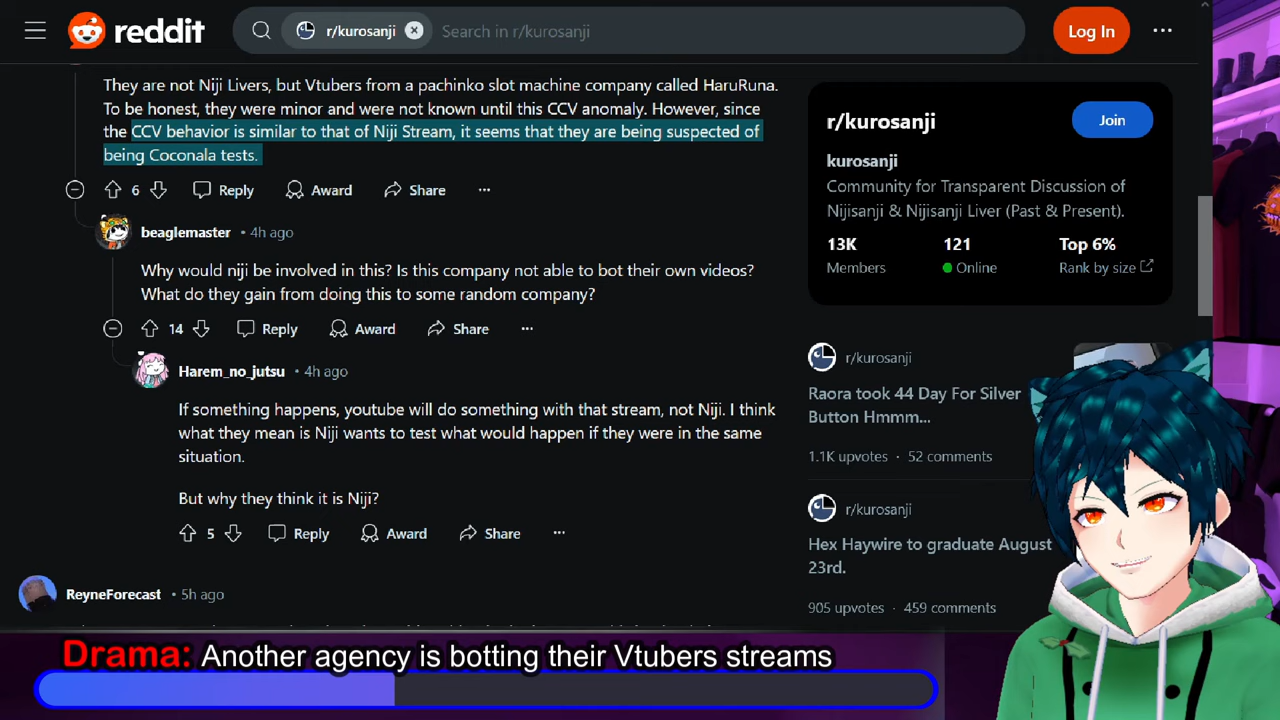 reddit
r/kurosanji
Search in r/kurosanji
Log In
They are not Niji Livers, but Vtubers from a pachinko slot machine company called HaruRuna.
To be honest, they were minor and were not known until this CCV anomaly. However, since
the CCV behavior is similar to that of Niji Stream, it seems that they are being suspected of
being Coconala tests.
6
Reply
Award
Share
beaglemaster • 4h ago
Why would niji be involved in this? Is this company not able to bot their own videos?
What do they gain from doing this to some random company?
14
Reply
Award
Share
Harem_no_jutsu • 4h ago
If something happens, youtube will do something with that stream, not Niji. I think
what they mean is Niji wants to test what would happen if they were in the same
situation.
But why they think it is Niji?
5
Reply
Award
Share
ReyneForecast • 5h ago
r/kurosanji
Join
kurosanji
Community for Transparent Discussion of
Nijisanji & Nijisanji Liver (Past & Present).
13K
121
Top 6%
Members
Online
Rank by size
r/kurosanji
Raora took 44 Day For Silver
Button Hmmm...
1.1K upvotes • 52 comments
r/kurosanji
Hex Haywire to graduate August
23rd.
905 upvotes • 459 comments
Drama: Another agency is botting their Vtubers streams